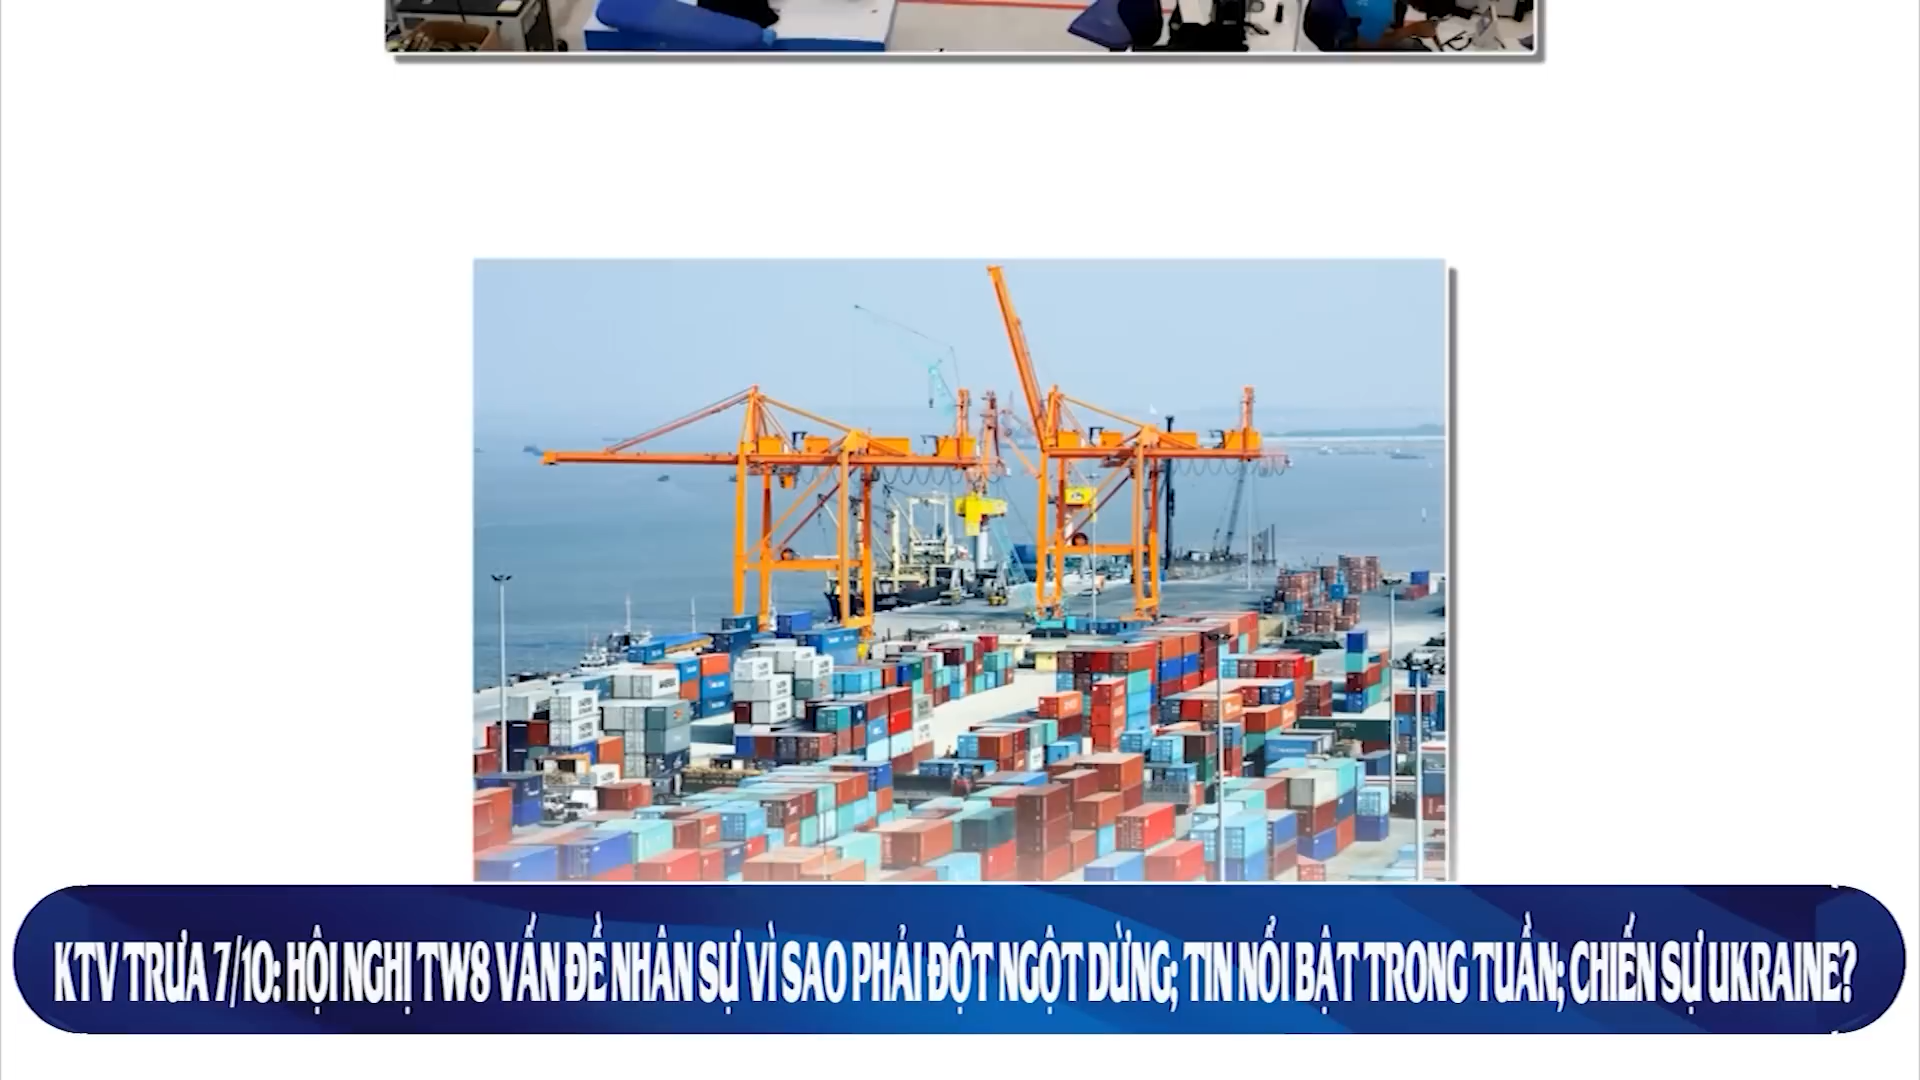 KTV TRƯA 7/10: HỘI NGHỊ TW8 VẤN ĐỀ NHÂN SỰ VÌ SAO PHẢI ĐỘT NGỘT DỪNG; TIN NỔI BẬT TRONG TUẦN; CHIẾN SỰ UKRAINE?